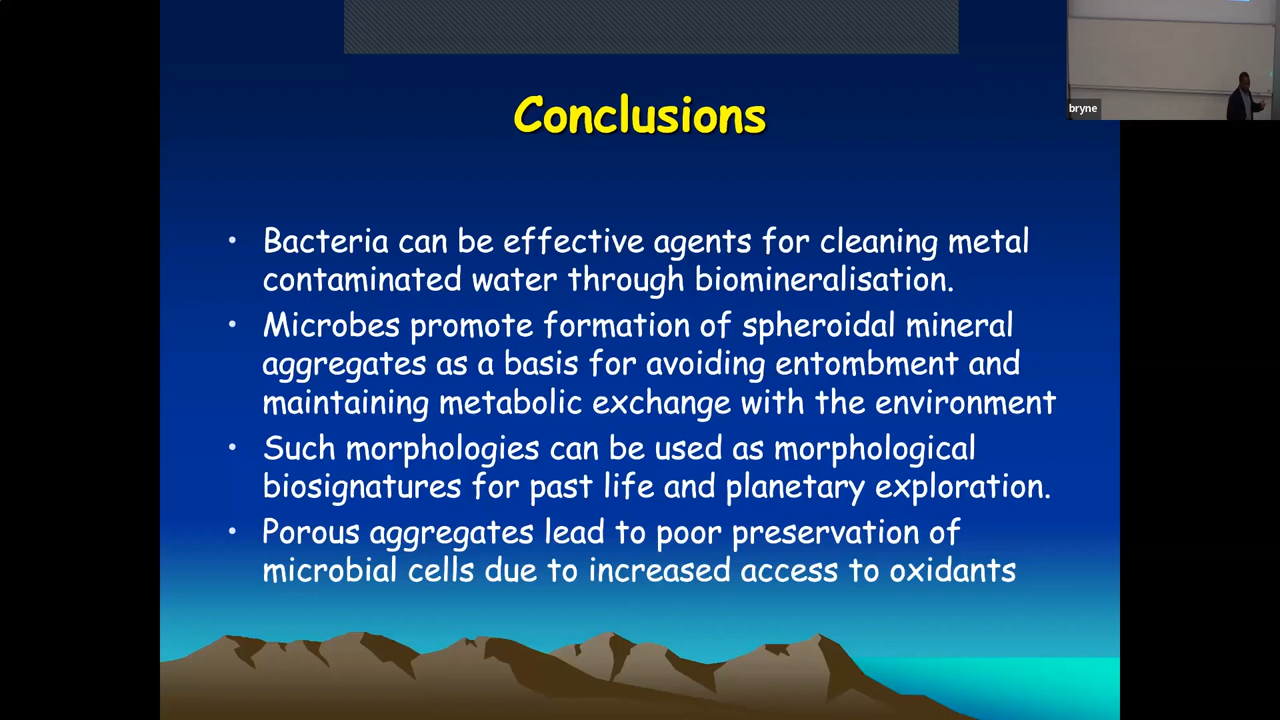 bryne
Conclusions
• Bacteria can be effective agents for cleaning metal
contaminated water through biomineralisation.
• Microbes promote formation of spheroidal mineral
aggregates as a basis for avoiding entombment and
maintaining metabolic exchange with the environment
• Such morphologies can be used as morphological
biosignatures for past life and planetary exploration.
• Porous aggregates lead to poor preservation of
microbial cells due to increased access to oxidants